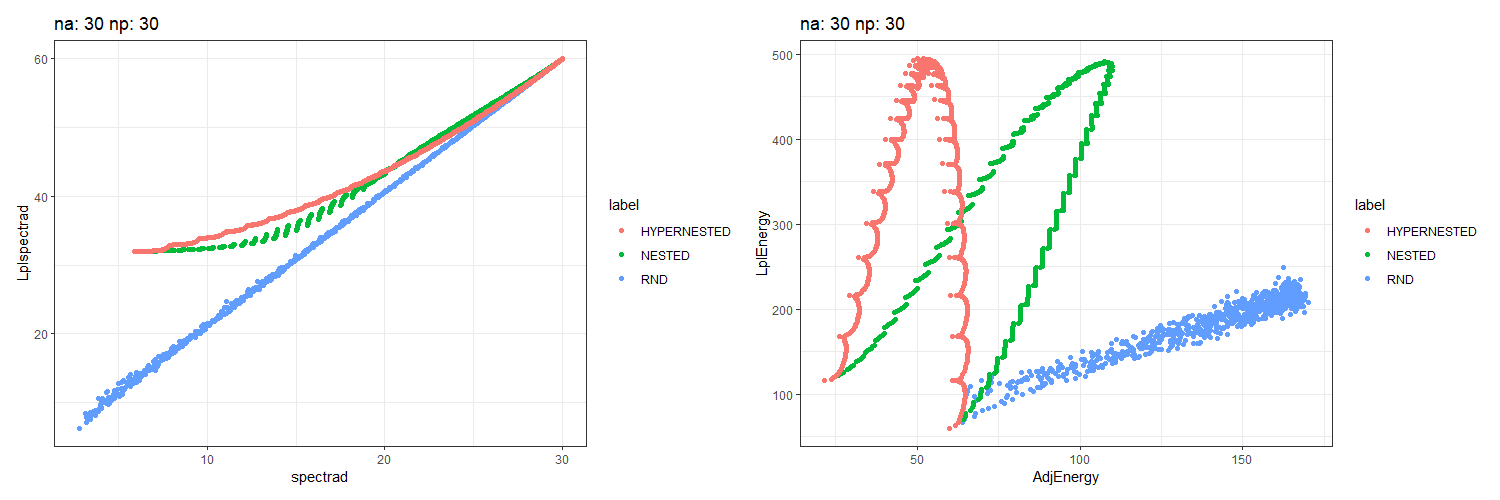 na: 30 np: 30
60
40
20
Lplspectrad
10
20
30
spectrad
label
HYPERNESTED
NESTED
RND
na: 30 np: 30
500
400
300
200
100
LplEnergy
50
100
150
AdjEnergy
label
HYPERNESTED
NESTED
RND